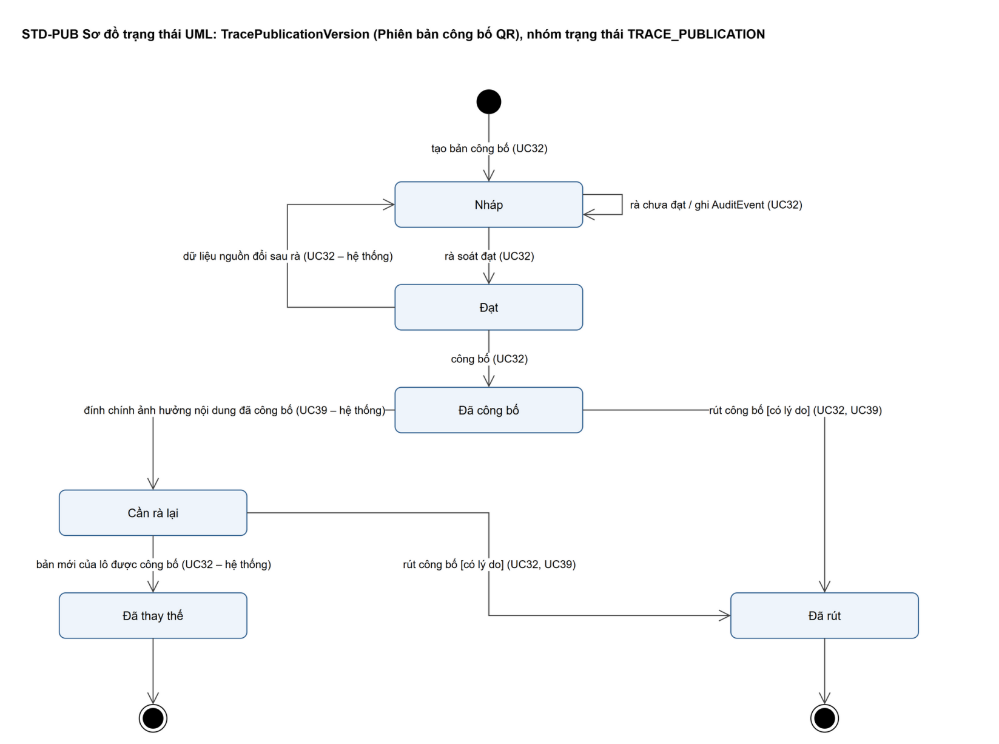 STD-PUB Sơ đồ trạng thái UML: TracePublicationVersion (Phiên bản công bố QR), nhóm trạng thái TRACE_PUBLICATION
tạo bản công bố (UC32)
Nháp
rà chưa đạt / ghi AuditEvent (UC32)
dữ liệu nguồn đổi sau rà (UC32 – hệ thống)
rà soát đạt (UC32)
Đạt
công bố (UC32)
đính chính ảnh hưởng nội dung đã công bố (UC39 – hệ thống)
Đã công bố
rút công bố [có lý do] (UC32, UC39)
Cần rà lại
bản mới của lô được công bố (UC32 – hệ thống)
rút công bố [có lý do] (UC32, UC39)
Đã thay thế
Đã rút